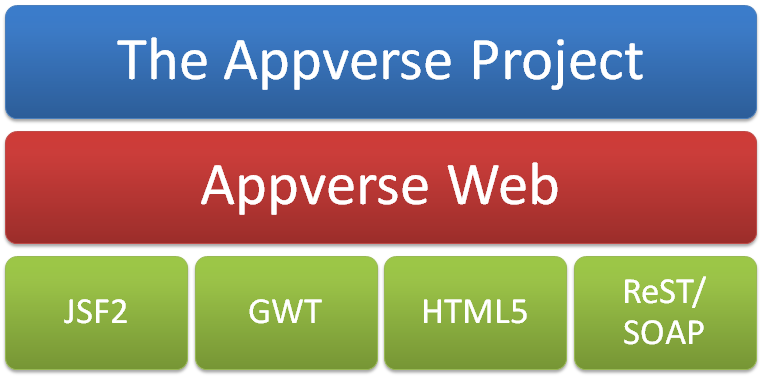 The Appverse Project
Appverse Web
JSF2
GWT
HTML5
ReST/
SOAP